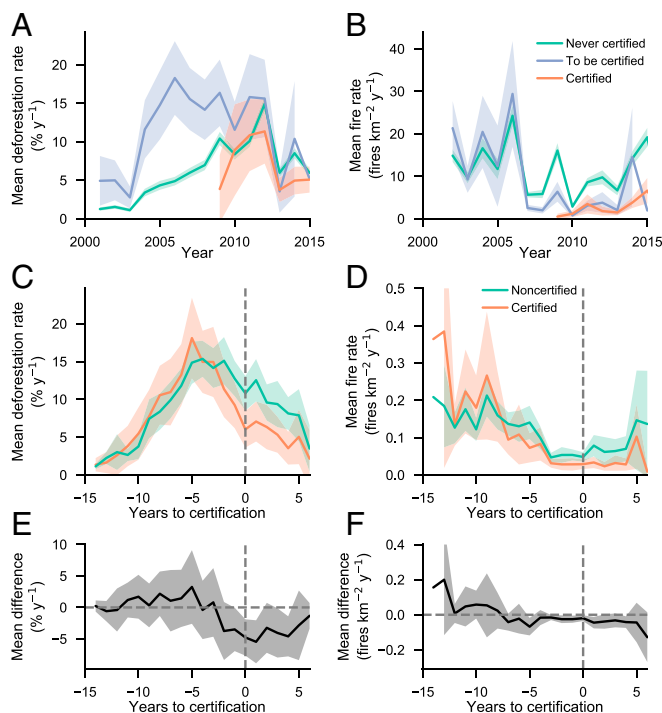 A
Mean deforestation rate
(% y⁻¹)
20
15
10
5
0
2000
2005
2010
2015
Year
B
Mean fire rate
(fires km⁻² y⁻¹)
40
30
20
10
0
2000
2005
2010
2015
Year
Never certified
To be certified
Certified
C
Mean deforestation rate
(% y⁻¹)
20
15
10
5
0
−15
−10
−5
0
5
Years to certification
D
Mean fire rate
(fires km⁻² y⁻¹)
0.5
0.4
0.3
0.2
0.1
0.0
−15
−10
−5
0
5
Years to certification
Noncertified
Certified
E
Mean difference
(% y⁻¹)
10
5
0
−5
−15
−10
−5
0
5
Years to certification
F
Mean difference
(fires km⁻² y⁻¹)
0.4
0.2
0.0
−0.2
−15
−10
−5
0
5
Years to certification